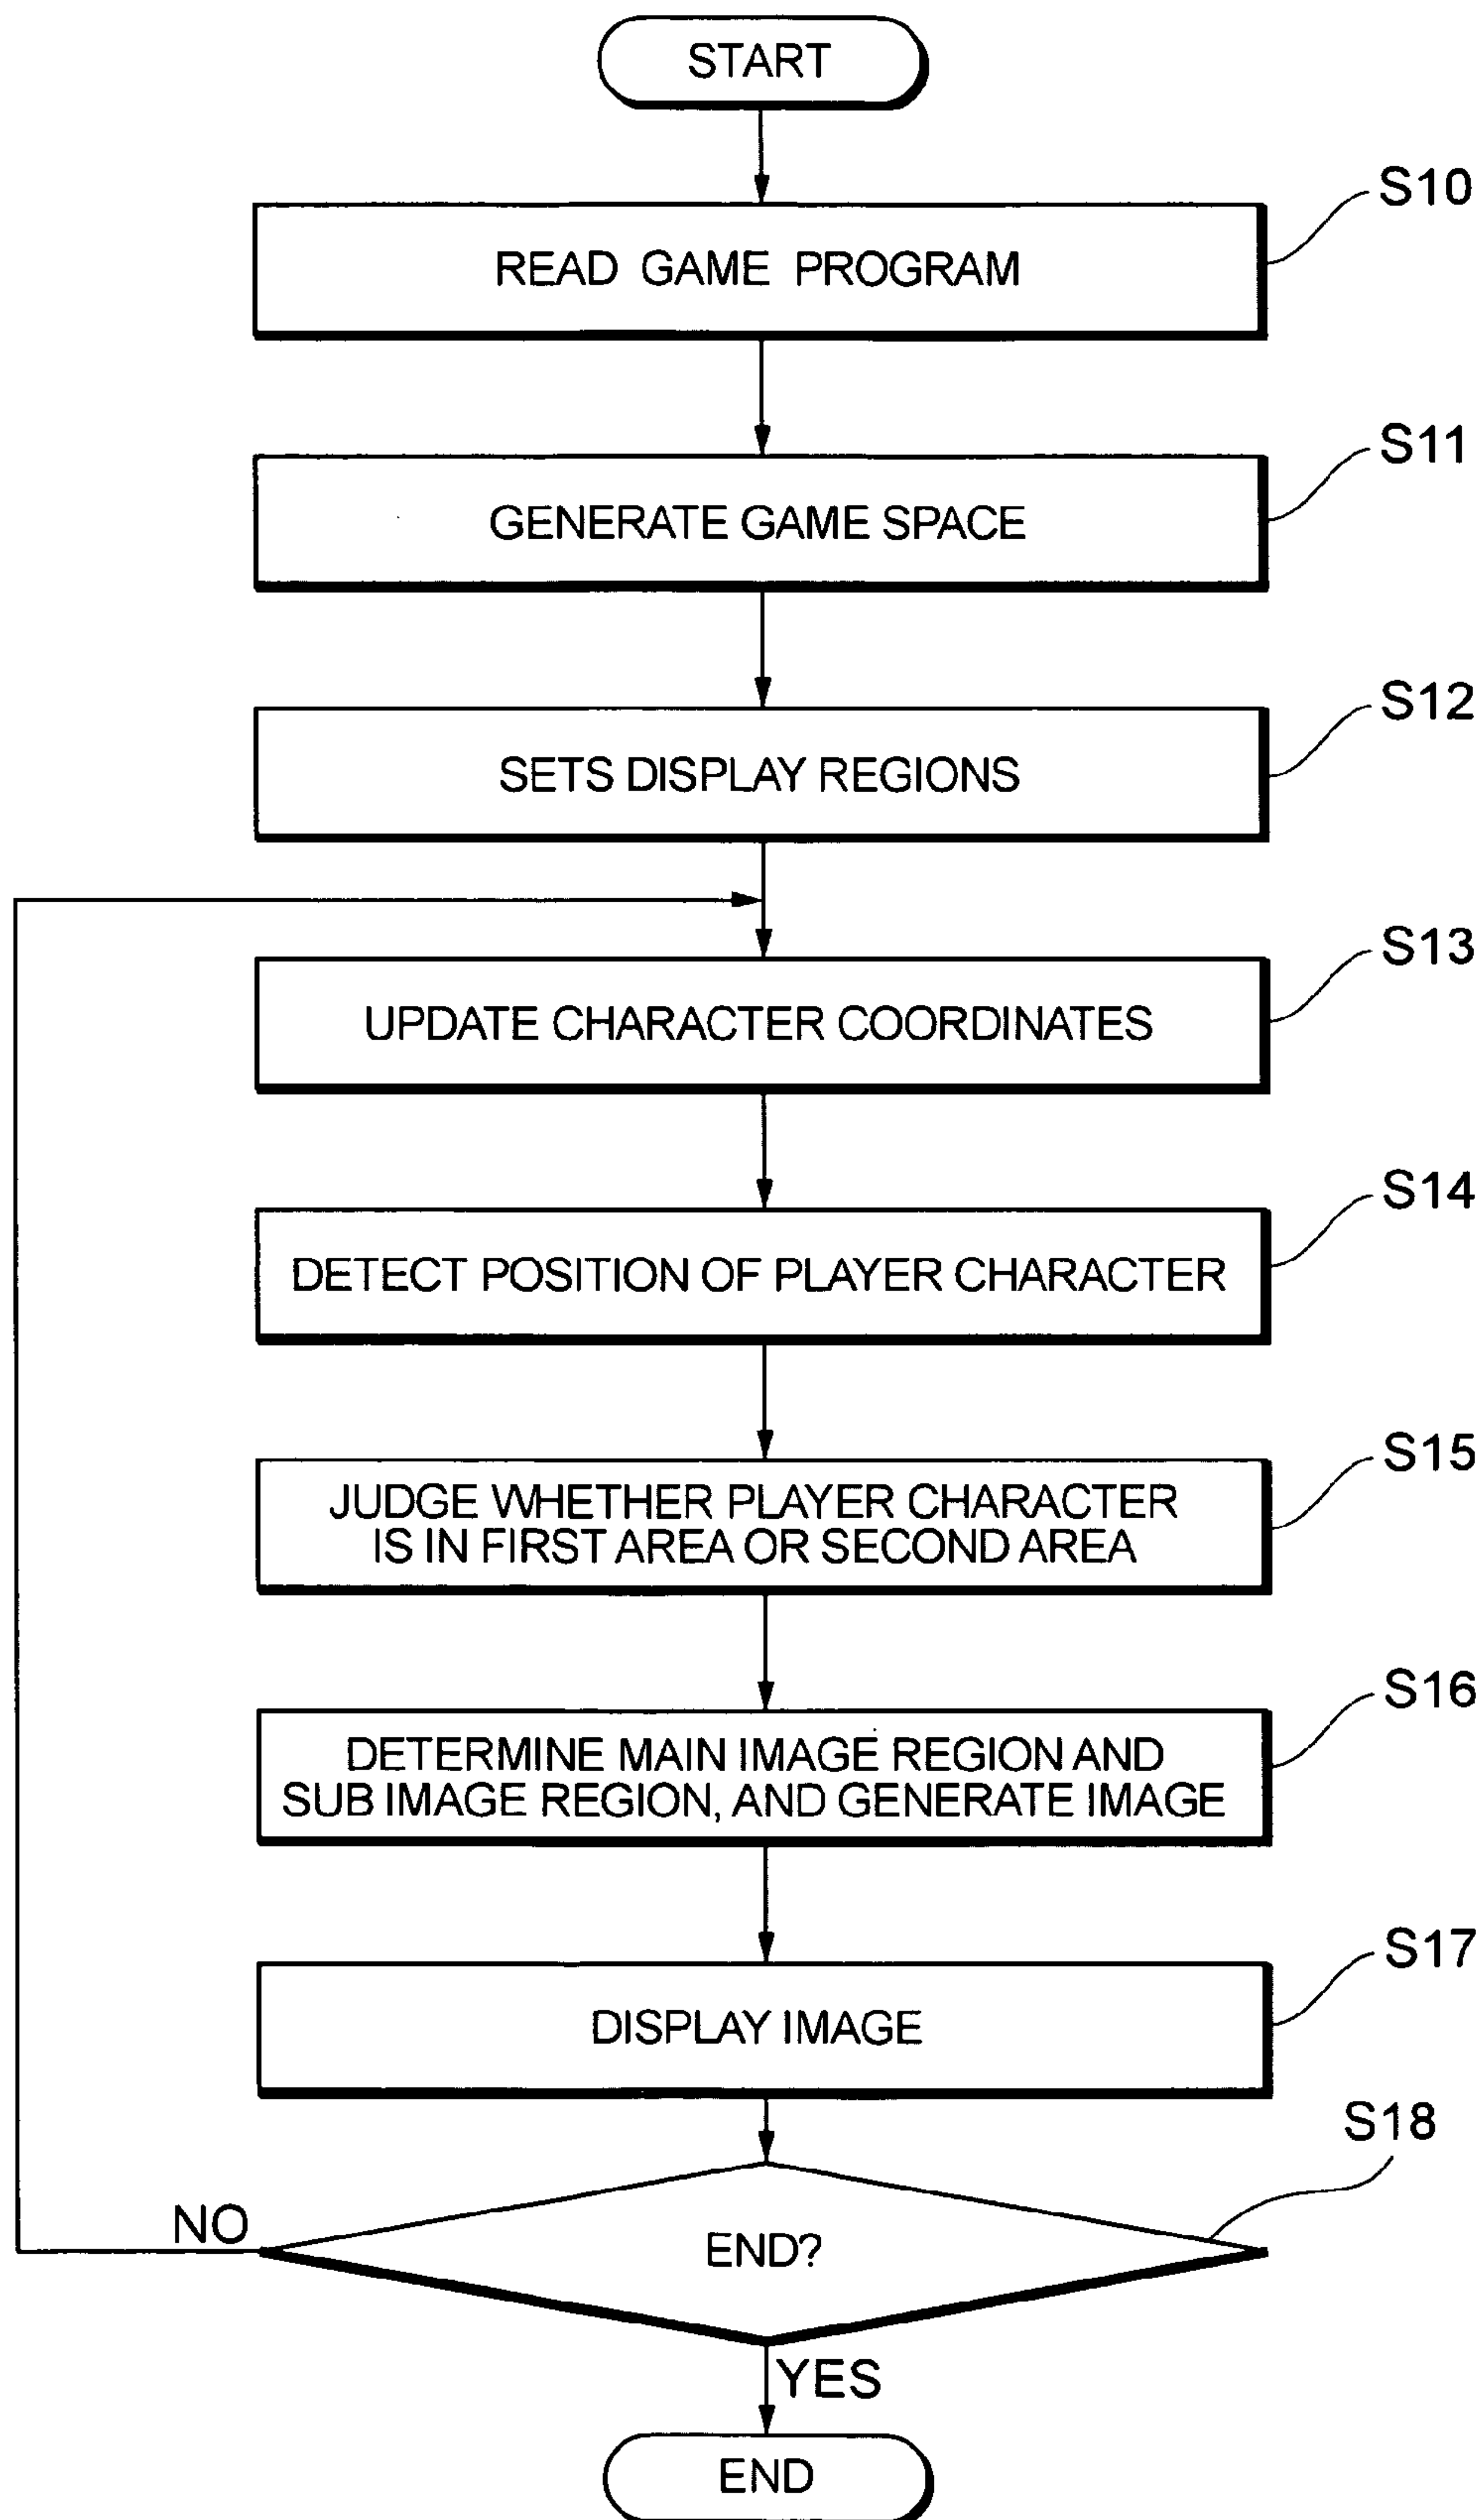 START
S10
READ GAME PROGRAM
S11
GENERATE GAME SPACE
S12
SETS DISPLAY REGIONS
S13
UPDATE CHARACTER COORDINATES
S14
DETECT POSITION OF PLAYER CHARACTER
S15
JUDGE WHETHER PLAYER CHARACTER
IS IN FIRST AREA OR SECOND AREA
S16
DETERMINE MAIN IMAGE REGION AND
SUB IMAGE REGION, AND GENERATE IMAGE
S17
DISPLAY IMAGE
S18
NO
END?
YES
END